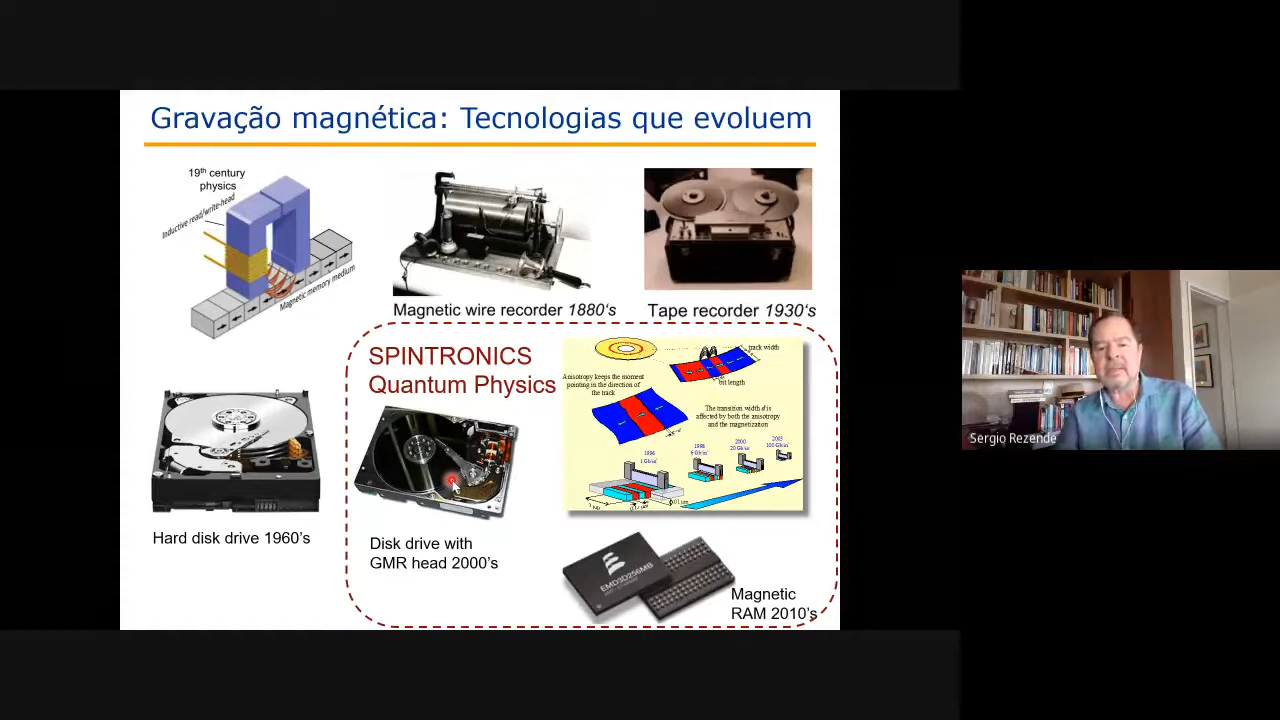 Gravação magnética: Tecnologias que evoluem
19th century
physics
Inductive read/write-head
Magnetic memory medium
Magnetic wire recorder 1880's
Tape recorder 1930's
SPINTRONICS
Quantum Physics
track width
bit length
Anisotropy keeps the moment
pointing in the direction of
the track
The transition width d is
affected by both the anisotropy
and the magnetization
1996
1 Gb/in²
1998
6 Gb/in²
2000
20 Gb/in²
2005
100 Gb/in²
Hard disk drive 1960's
Disk drive with
GMR head 2000's
EMD3D256MB
Magnetic
RAM 2010's
Sergio Rezende